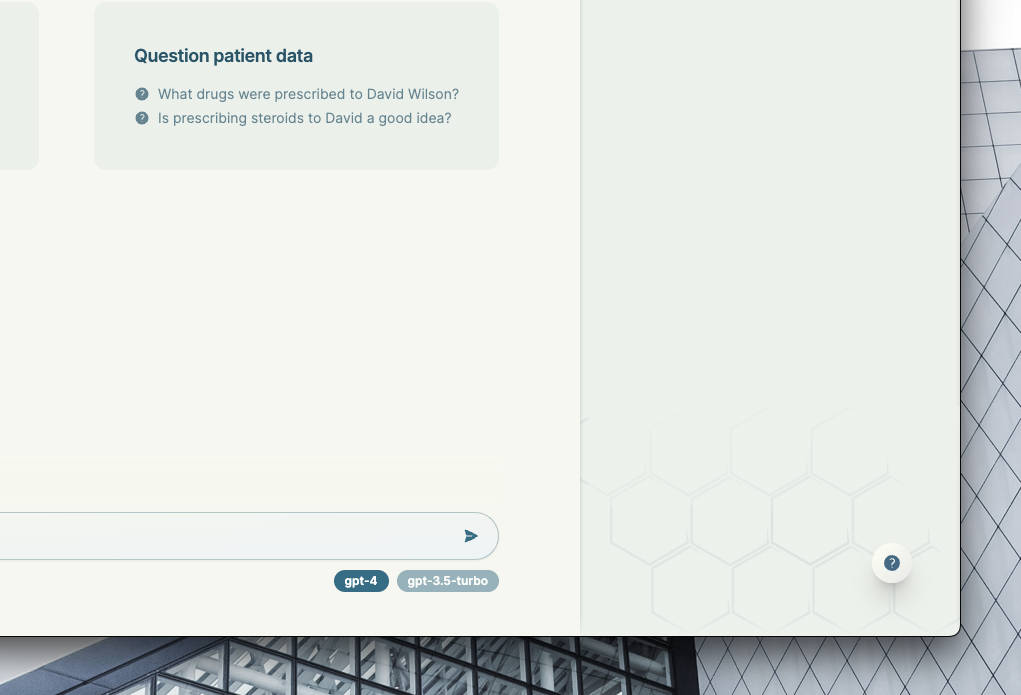 Question patient data
What drugs were prescribed to David Wilson?
Is prescribing steroids to David a good idea?
gpt-4
gpt-3.5-turbo